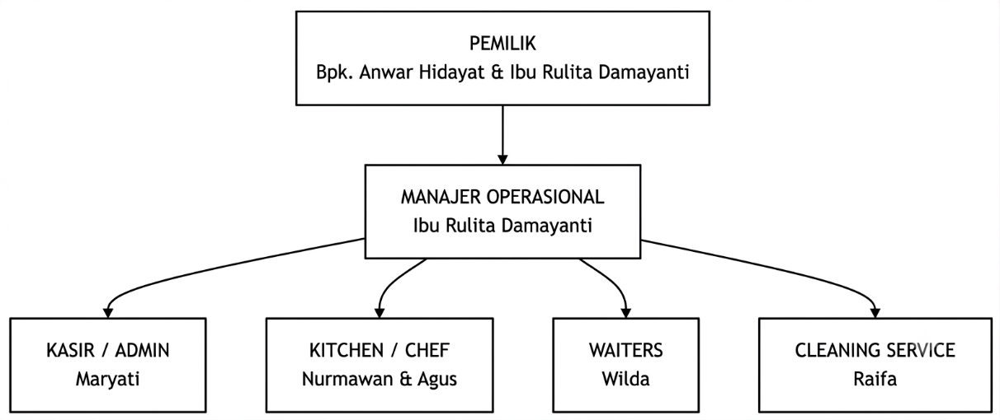 PEMILIK
Bpk. Anwar Hidayat & Ibu Rulita Damayanti
MANAJER OPERASIONAL
Ibu Rulita Damayanti
KASIR / ADMIN
Maryati
KITCHEN / CHEF
Nurmawan & Agus
WAITERS
Wilda
CLEANING SERVICE
Raifa